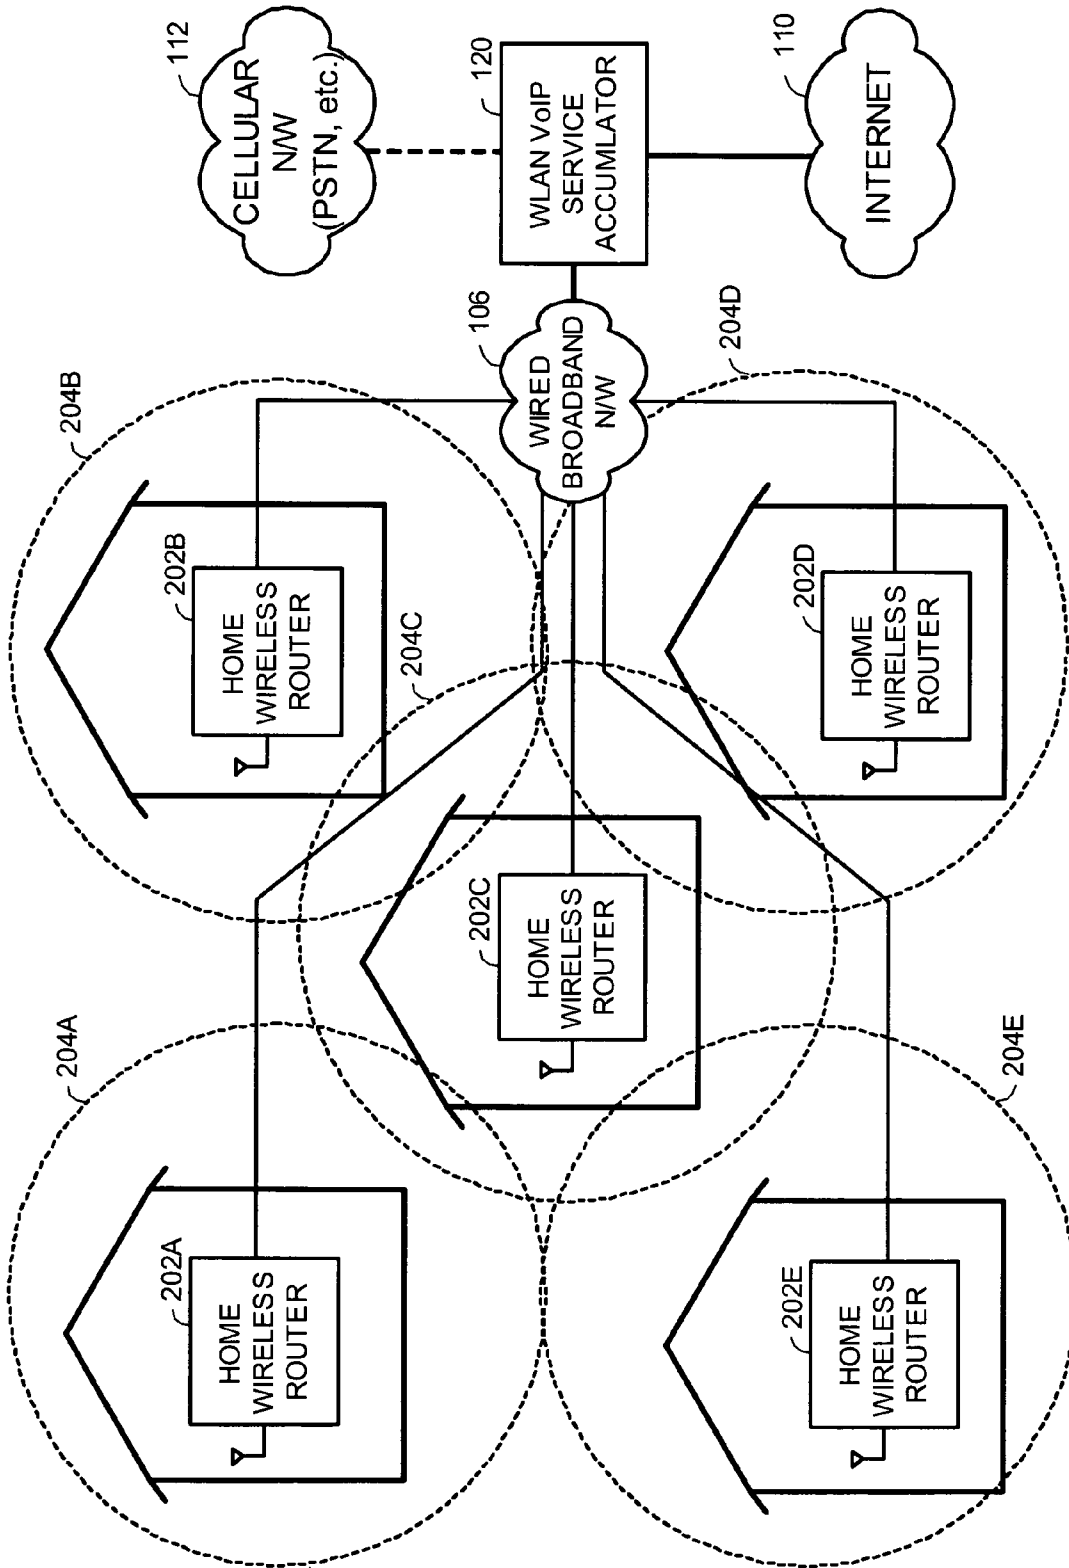 204A
202A
HOME
WIRELESS
ROUTER
204B
202B
HOME
WIRELESS
ROUTER
204C
202C
HOME
WIRELESS
ROUTER
204E
202E
HOME
WIRELESS
ROUTER
204D
202D
HOME
WIRELESS
ROUTER
106
WIRED
BROADBAND
N/W
112
CELLULAR
N/W
(PSTN, etc.)
120
WLAN VoIP
SERVICE
ACCUMLATOR
110
INTERNET